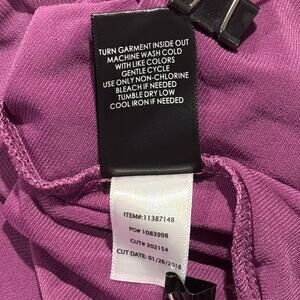 TURN GARMENT INSIDE OUT
MACHINE WASH COLD
WITH LIKE COLORS
GENTLE CYCLE
USE ONLY NON-CHLORINE
BLEACH IF NEEDED
TUMBLE DRY LOW
COOL IRON IF NEEDED
ITEM#: 11387148
PO# 1083998
CUT# 202154
CUT DATE: 01/26/2018